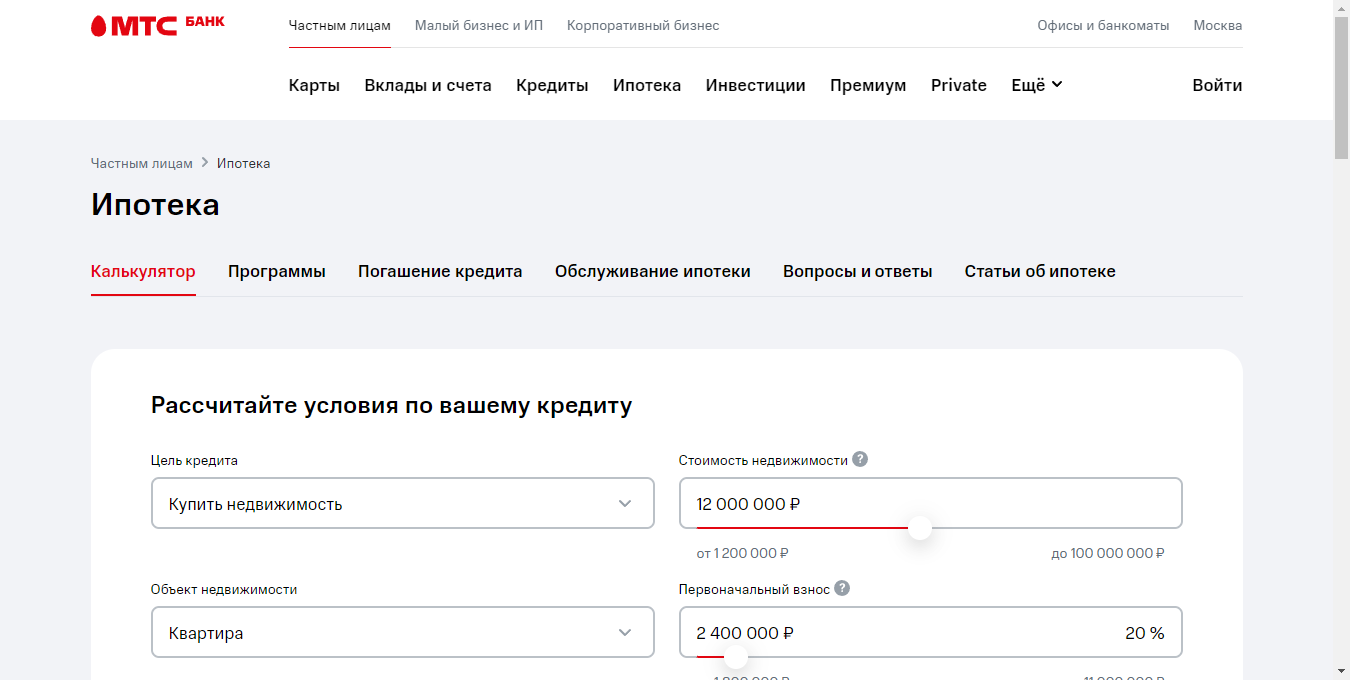 МТС БАНК
Частным лицам Малый бизнес и ИП Корпоративный бизнес Офисы и банкоматы Москва
Карты Вклады и счета Кредиты Ипотека Инвестиции Премиум Private Ещё Войти
Частным лицам > Ипотека
Ипотека
Калькулятор Программы Погашение кредита Обслуживание ипотеки Вопросы и ответы Статьи об ипотеке
Рассчитайте условия по вашему кредиту
Цель кредита Стоимость недвижимости ?
Купить недвижимость 12 000 000 ₽
от 1 200 000 ₽ до 100 000 000 ₽
Объект недвижимости Первоначальный взнос ?
Квартира 2 400 000 ₽ 20 %